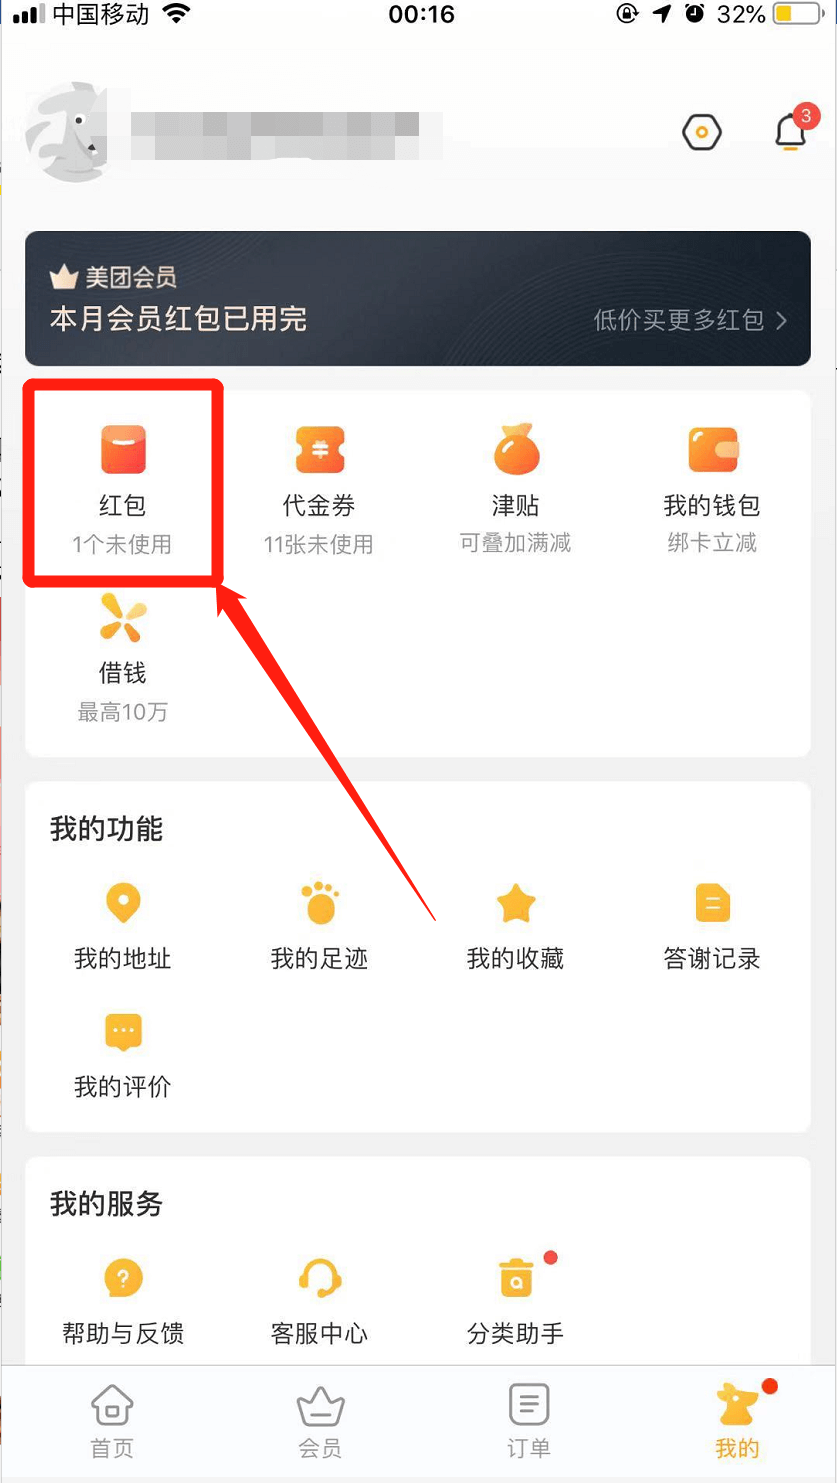 中国移动
00:16
32%
3
美团会员
本月会员红包已用完
低价买更多红包
红包
代金券
津贴
我的钱包
1个未使用
11张未使用
可叠加满减
绑卡立减
借钱
最高10万
我的功能
我的地址
我的足迹
我的收藏
答谢记录
我的评价
我的服务
帮助与反馈
客服中心
分类助手
首页
会员
订单
我的